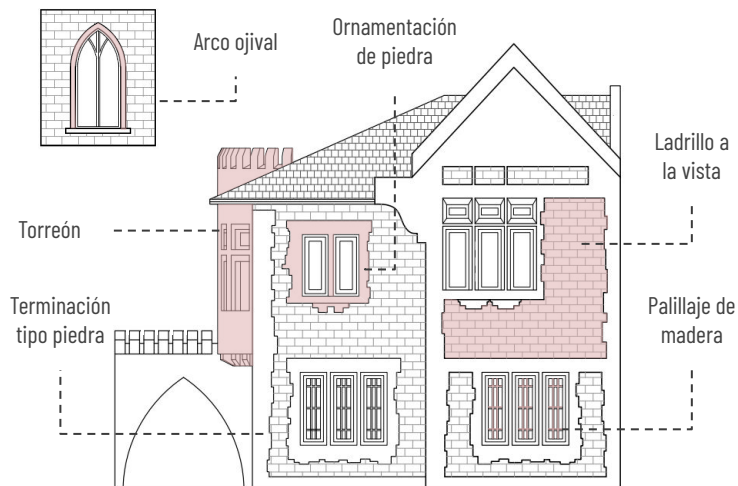 Arco ojival
Ornamentación
de piedra
Ladrillo a
la vista
Torreón
Terminación
tipo piedra
Palillaje de
madera